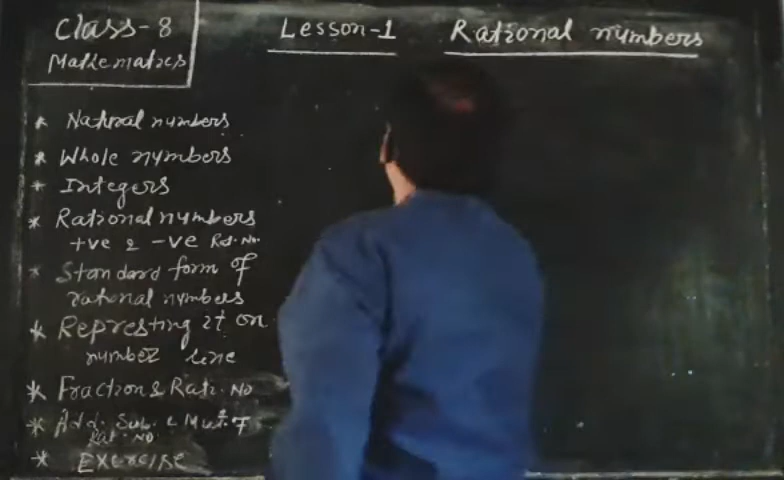 Class-8
Mathematics
Lesson-1 Rational numbers
* Natural numbers
* Whole numbers
* Integers
* Rational numbers
+ve & -ve Rat. No.
* Standard form of
rational numbers
* Represting it on
number line
* Fraction & Rati. No
* Add. Sub. & Mult. of
Rat. No
* Exercise